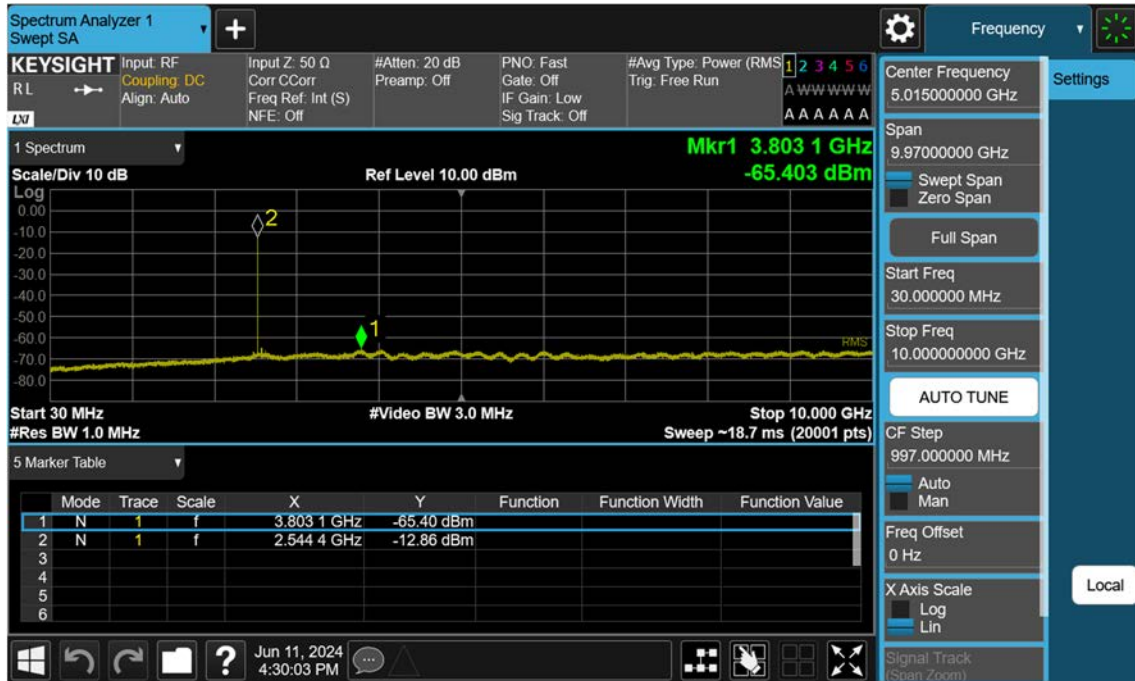 Spectrum Analyzer 1
Swept SA
Frequency
KEYSIGHT
RL
LXI
Input: RF
Coupling: DC
Align: Auto
Input Z: 50 Ω
Corr CCorr
Freq Ref: Int (S)
NFE: Off
#Atten: 20 dB
Preamp: Off
PNO: Fast
Gate: Off
IF Gain: Low
Sig Track: Off
#Avg Type: Power (RMS
Trig: Free Run
1 2 3 4 5 6
A W W W W W
A A A A A A
1 Spectrum
Scale/Div 10 dB
Ref Level 10.00 dBm
Mkr1 3.803 1 GHz
-65.403 dBm
Log
0.00
-10.0
-20.0
-30.0
-40.0
-50.0
-60.0
-70.0
-80.0
2
1
RMS
Start 30 MHz
#Video BW 3.0 MHz
Stop 10.000 GHz
#Res BW 1.0 MHz
Sweep ~18.7 ms (20001 pts)
5 Marker Table
Mode Trace Scale X Y Function Function Width Function Value
1 N 1 f 3.803 1 GHz -65.40 dBm
2 N 1 f 2.544 4 GHz -12.86 dBm
3
4
5
6
Jun 11, 2024
4:30:03 PM
?
Center Frequency
5.015000000 GHz
Span
9.97000000 GHz
Swept Span
Zero Span
Full Span
Start Freq
30.000000 MHz
Stop Freq
10.000000000 GHz
AUTO TUNE
CF Step
997.000000 MHz
Auto
Man
Freq Offset
0 Hz
X Axis Scale
Log
Lin
Signal Track
(Span Zoom)
Settings
Local